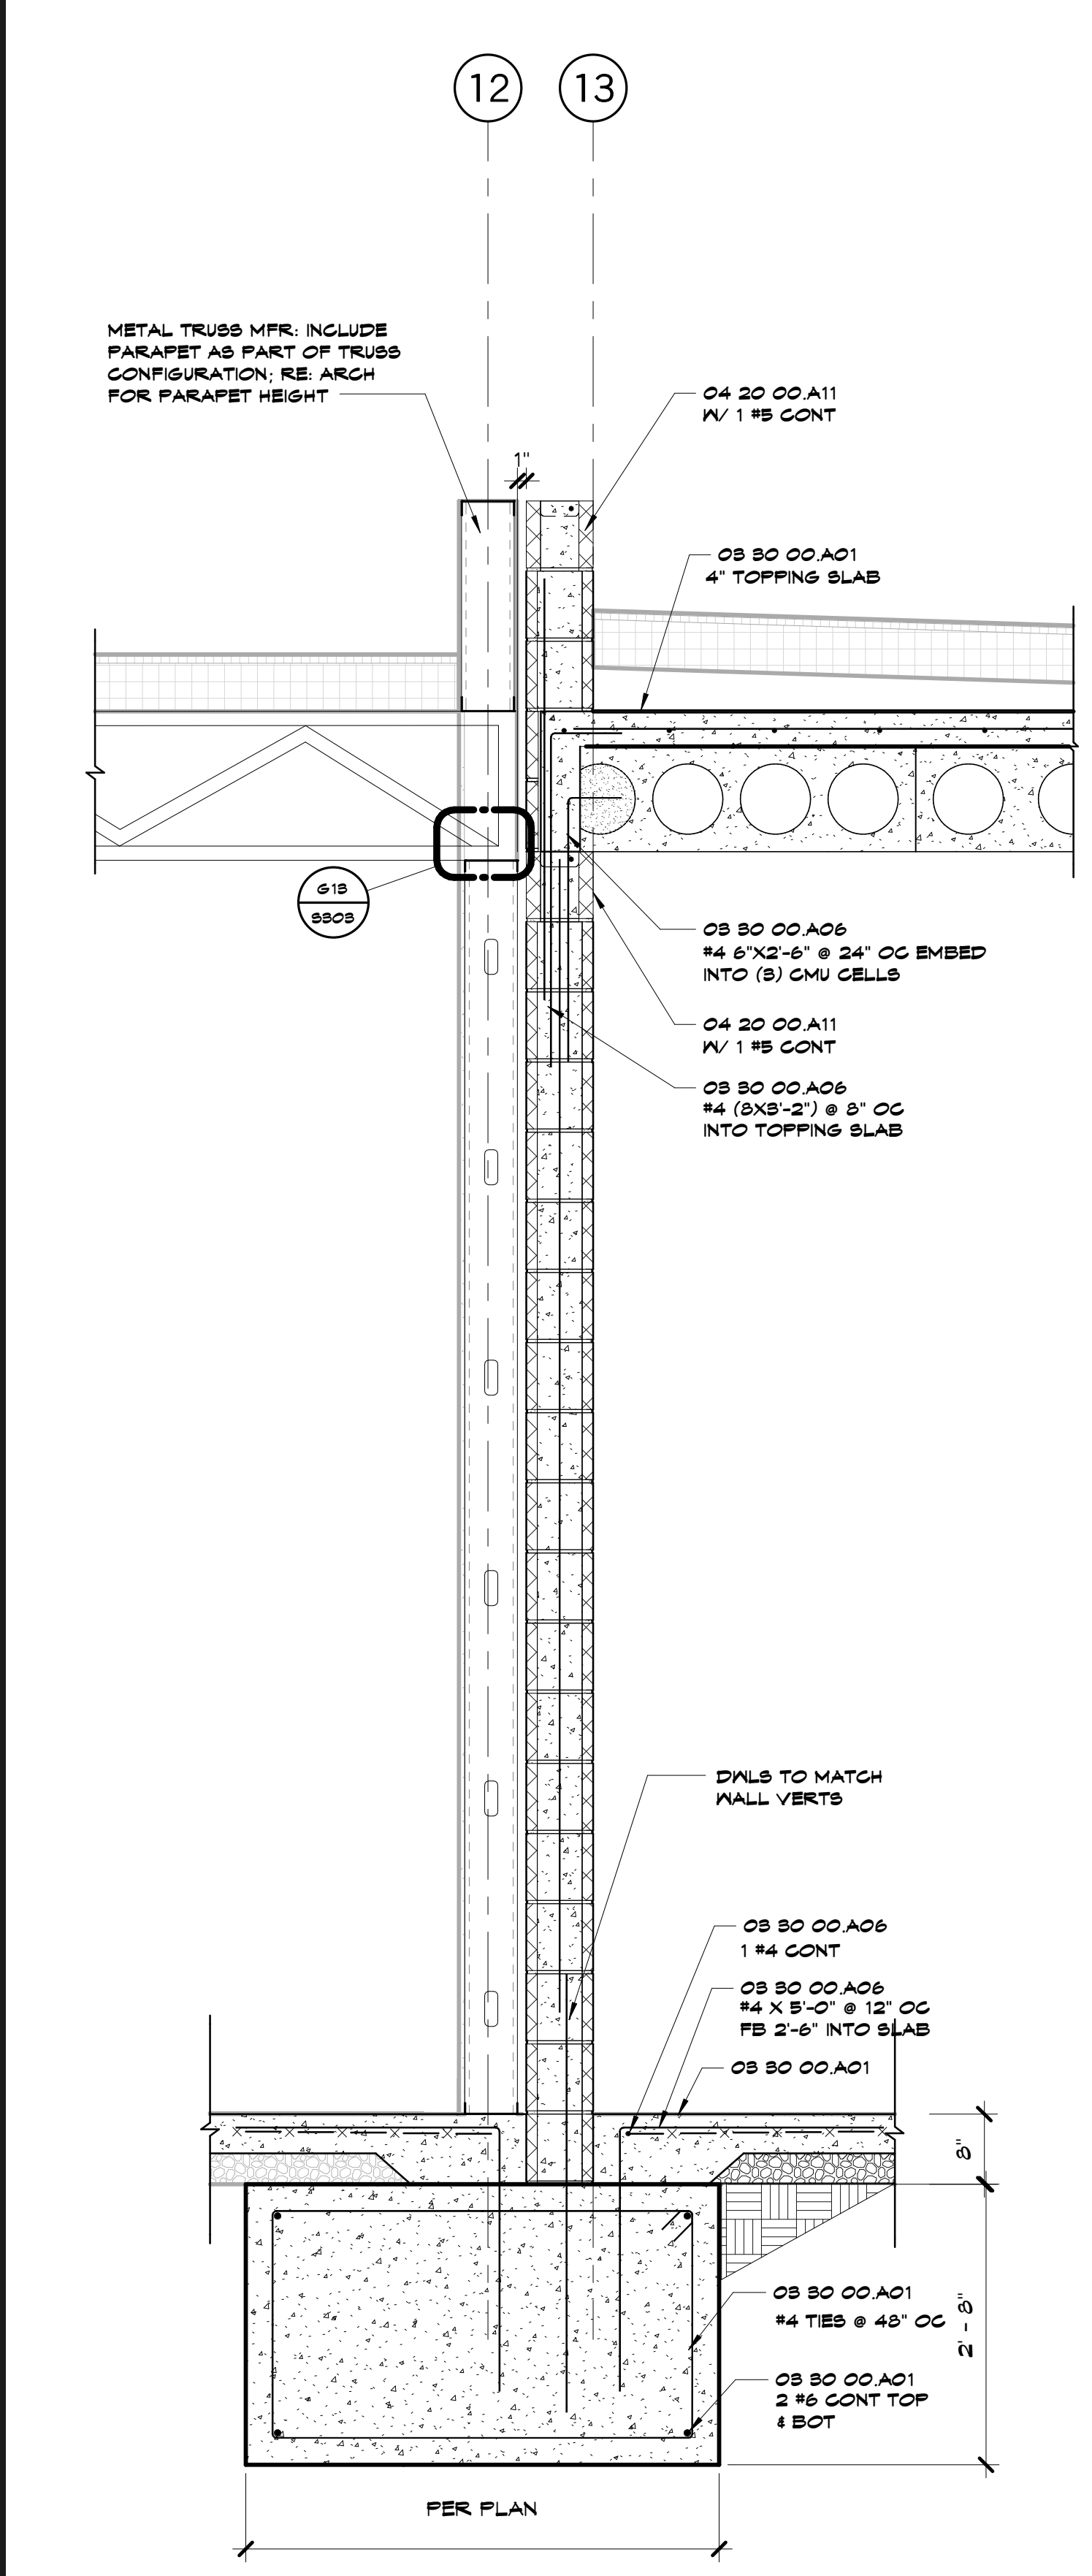 12
13
METAL TRUSS MFR: INCLUDE
PARAPET AS PART OF TRUSS
CONFIGURATION; RE: ARCH
FOR PARAPET HEIGHT
04 20 00.A11
W/ 1 #5 CONT
1"
03 30 00.A01
4" TOPPING SLAB
G13
S303
03 30 00.A06
#4 6"X2'-6" @ 24" OC EMBED
INTO (3) CMU CELLS
04 20 00.A11
W/ 1 #5 CONT
03 30 00.A06
#4 (8X3'-2") @ 8" OC
INTO TOPPING SLAB
DWLS TO MATCH
WALL VERTS
03 30 00.A06
1 #4 CONT
03 30 00.A06
#4 X 5'-0" @ 12" OC
FB 2'-6" INTO SLAB
03 30 00.A01
8"
03 30 00.A01
#4 TIES @ 48" OC
2' - 8"
03 30 00.A01
2 #6 CONT TOP
& BOT
PER PLAN